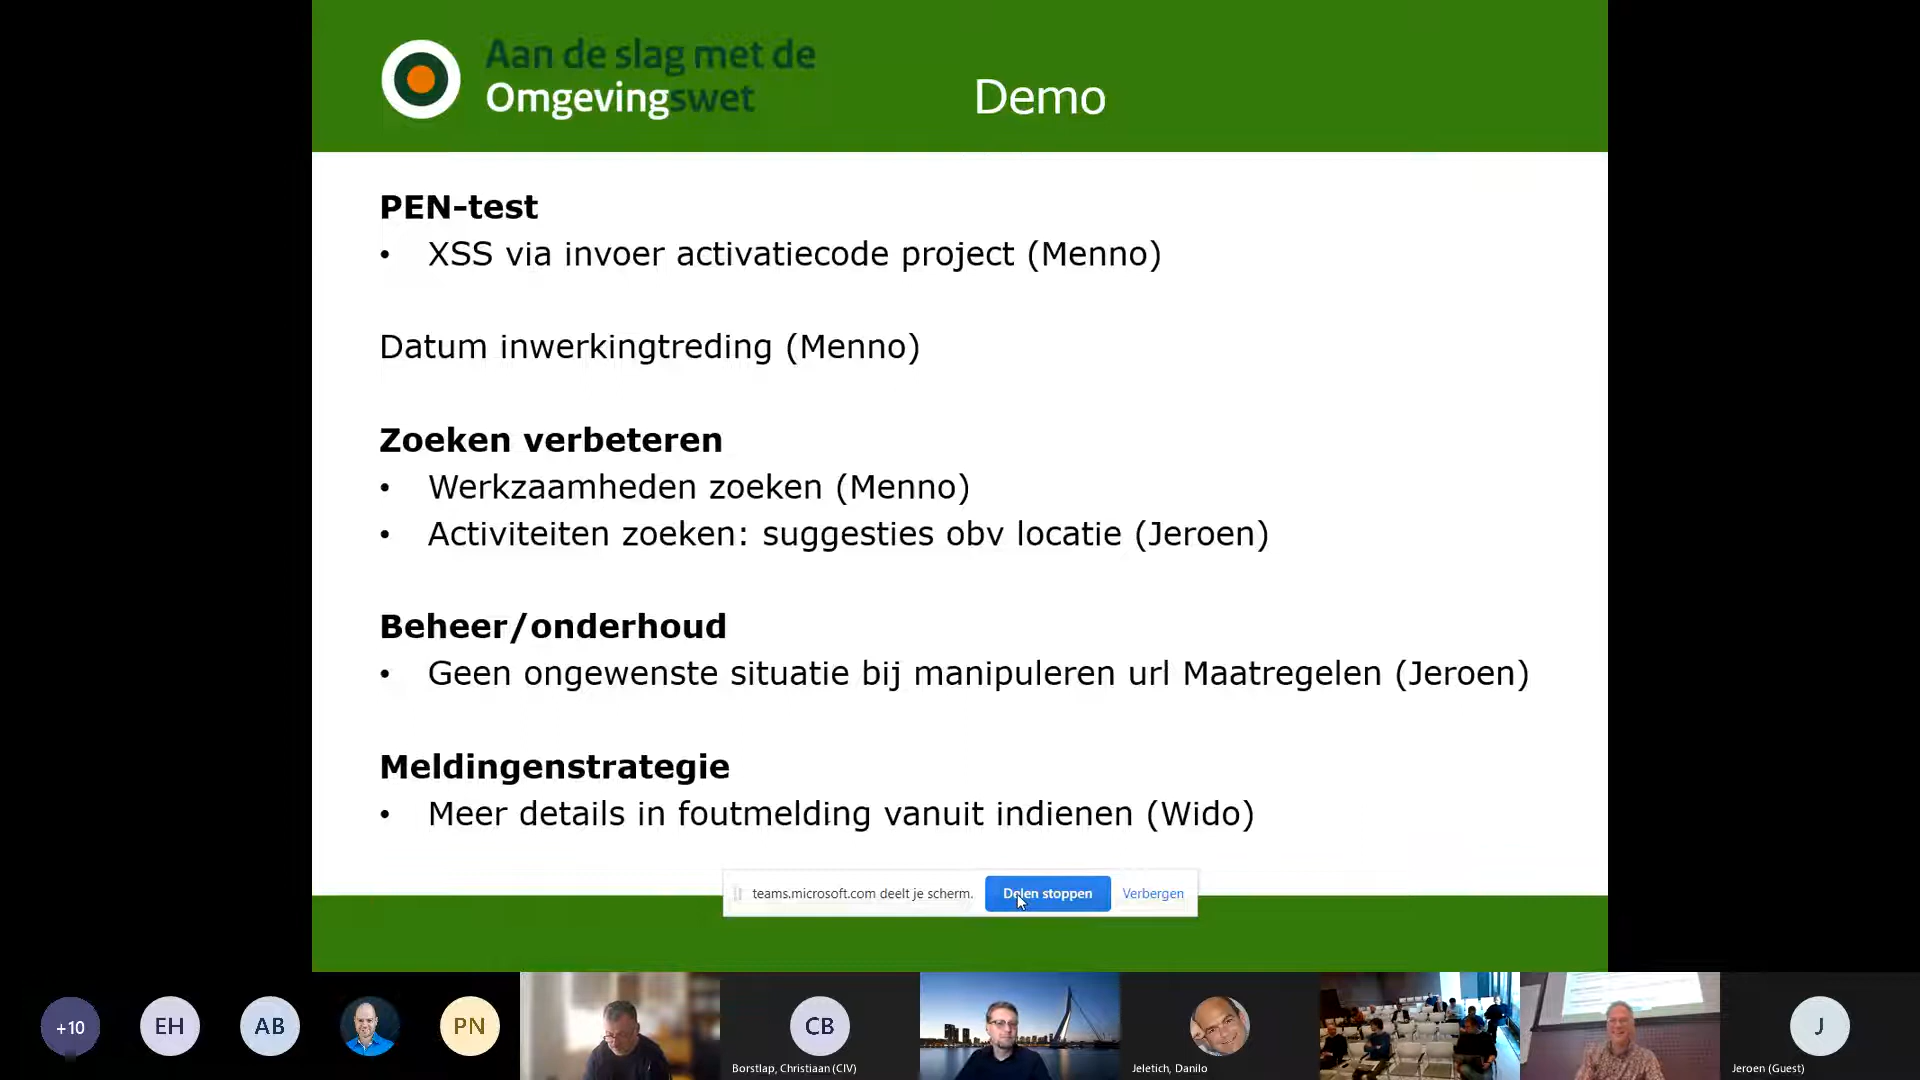 Aan de slag met de
Omgevingswet
Demo
PEN-test
• XSS via invoer activatiecode project (Menno)
Datum inwerkingtreding (Menno)
Zoeken verbeteren
• Werkzaamheden zoeken (Menno)
• Activiteiten zoeken: suggesties obv locatie (Jeroen)
Beheer/onderhoud
• Geen ongewenste situatie bij manipuleren url Maatregelen (Jeroen)
Meldingenstrategie
• Meer details in foutmelding vanuit indienen (Wido)
teams.microsoft.com deelt je scherm. Delen stoppen Verbergen
+10 EH AB PN CB J
Borstlap, Christiaan (CIV) Jeletich, Danilo Jeroen (Guest)